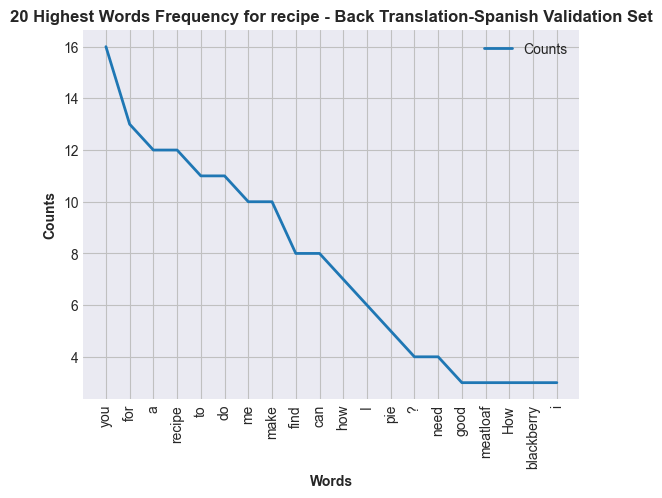 20 Highest Words Frequency for recipe - Back Translation-Spanish Validation Set
Counts
16
14
12
10
8
6
4
Counts
you
for
a
recipe
to
do
me
make
find
can
how
I
pie
?
need
good
meatloaf
How
blackberry
i
Words